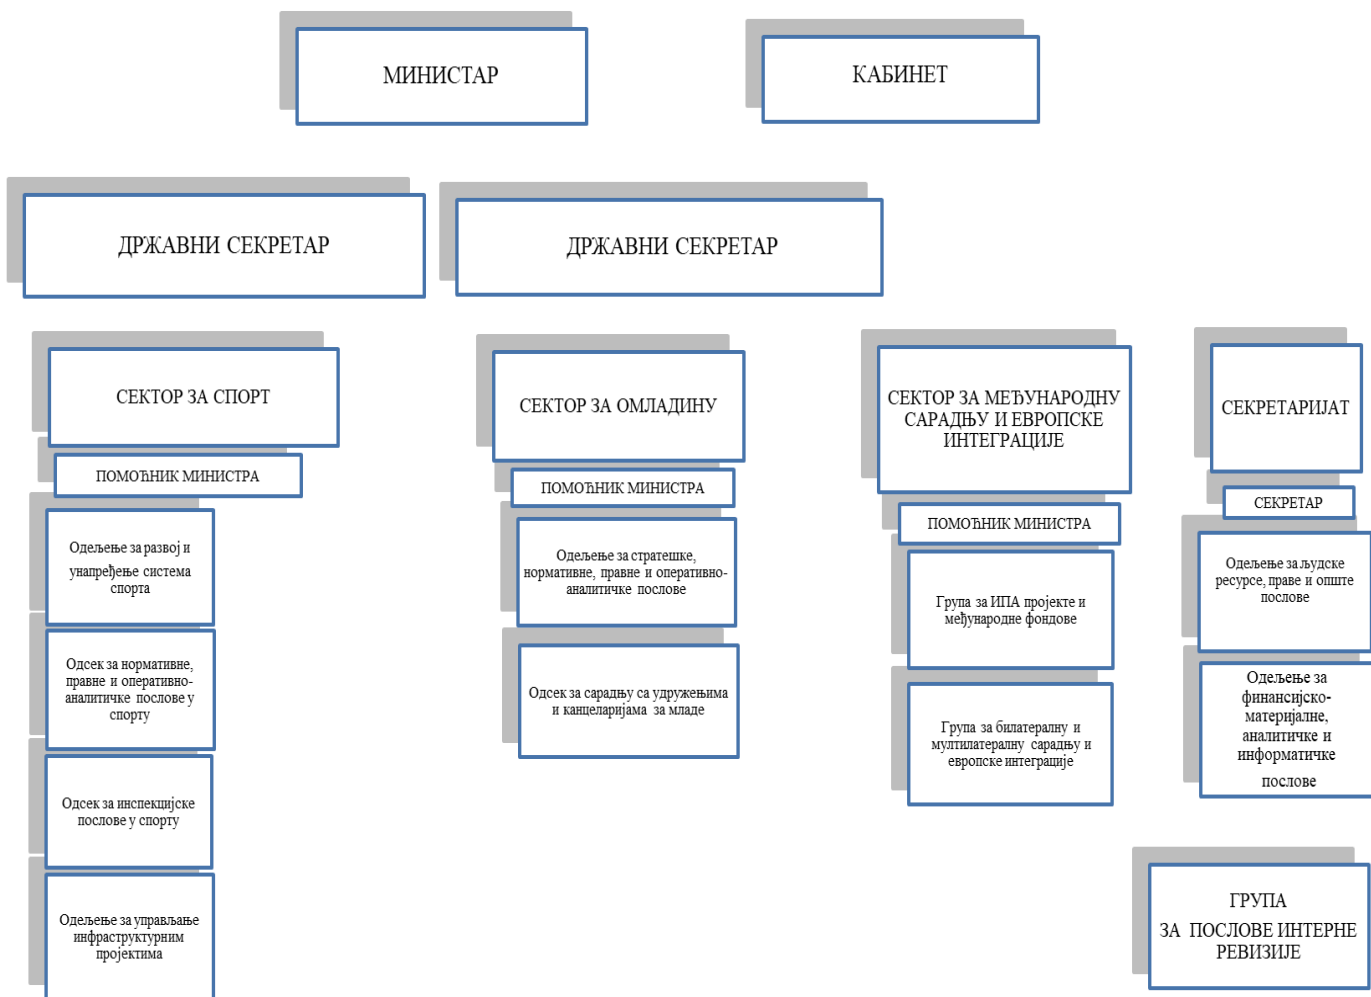 МИНИСТАР
КАБИНЕТ
ДРЖАВНИ СЕКРЕТАР
ДРЖАВНИ СЕКРЕТАР
СЕКТОР ЗА СПОРТ
ПОМОЋНИК МИНИСТРА
Одељење за развој и
унапређење система
спорта
Одсек за нормативне,
правне и оперативно-
аналитичке послове у
спорту
Одсек за инспекцијске
послове у спорту
Одељење за управљање
инфраструктурним
пројектима
СЕКТОР ЗА ОМЛАДИНУ
ПОМОЋНИК МИНИСТРА
Одељење за стратешке,
нормативне, правне и оперативно-
аналитичке послове
Одсек за сарадњу са удружењима
и канцеларијама за младе
СЕКТОР ЗА МЕЂУНАРОДНУ
САРАДЊУ И ЕВРОПСКЕ
ИНТЕГРАЦИЈЕ
ПОМОЋНИК МИНИСТРА
Група за ИПА пројекте и
међународне фондове
Група за билатералну и
мултилатералну сарадњу и
европске интеграције
СЕКРЕТАРИЈАТ
СЕКРЕТАР
Одељење за људске
ресурсе, праве и опште
послове
Одељење за
финансијско-
материјалне,
аналитичке и
информатичке
послове
ГРУПА
ЗА ПОСЛОВЕ ИНТЕРНЕ
РЕВИЗИЈЕ